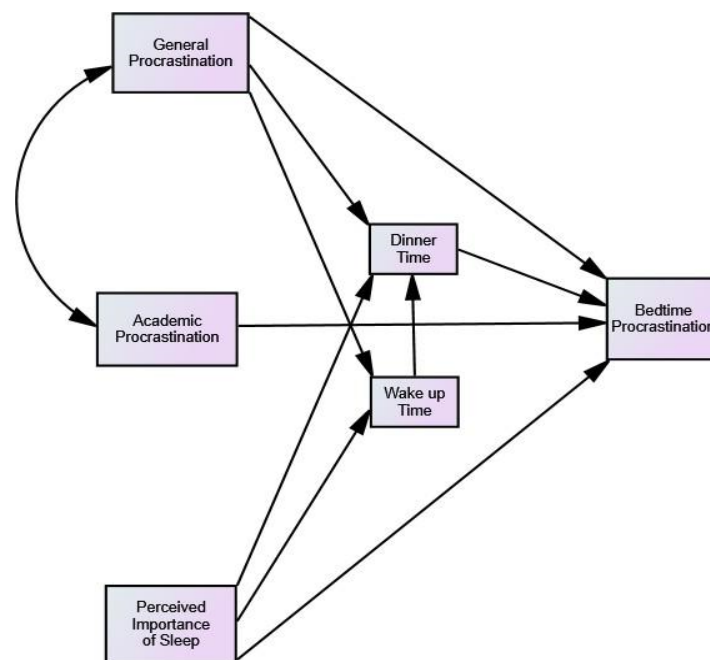 General
Procrastination
Dinner
Time
Bedtime
Procrastination
Academic
Procrastination
Wake up
Time
Perceived
Importance
of Sleep